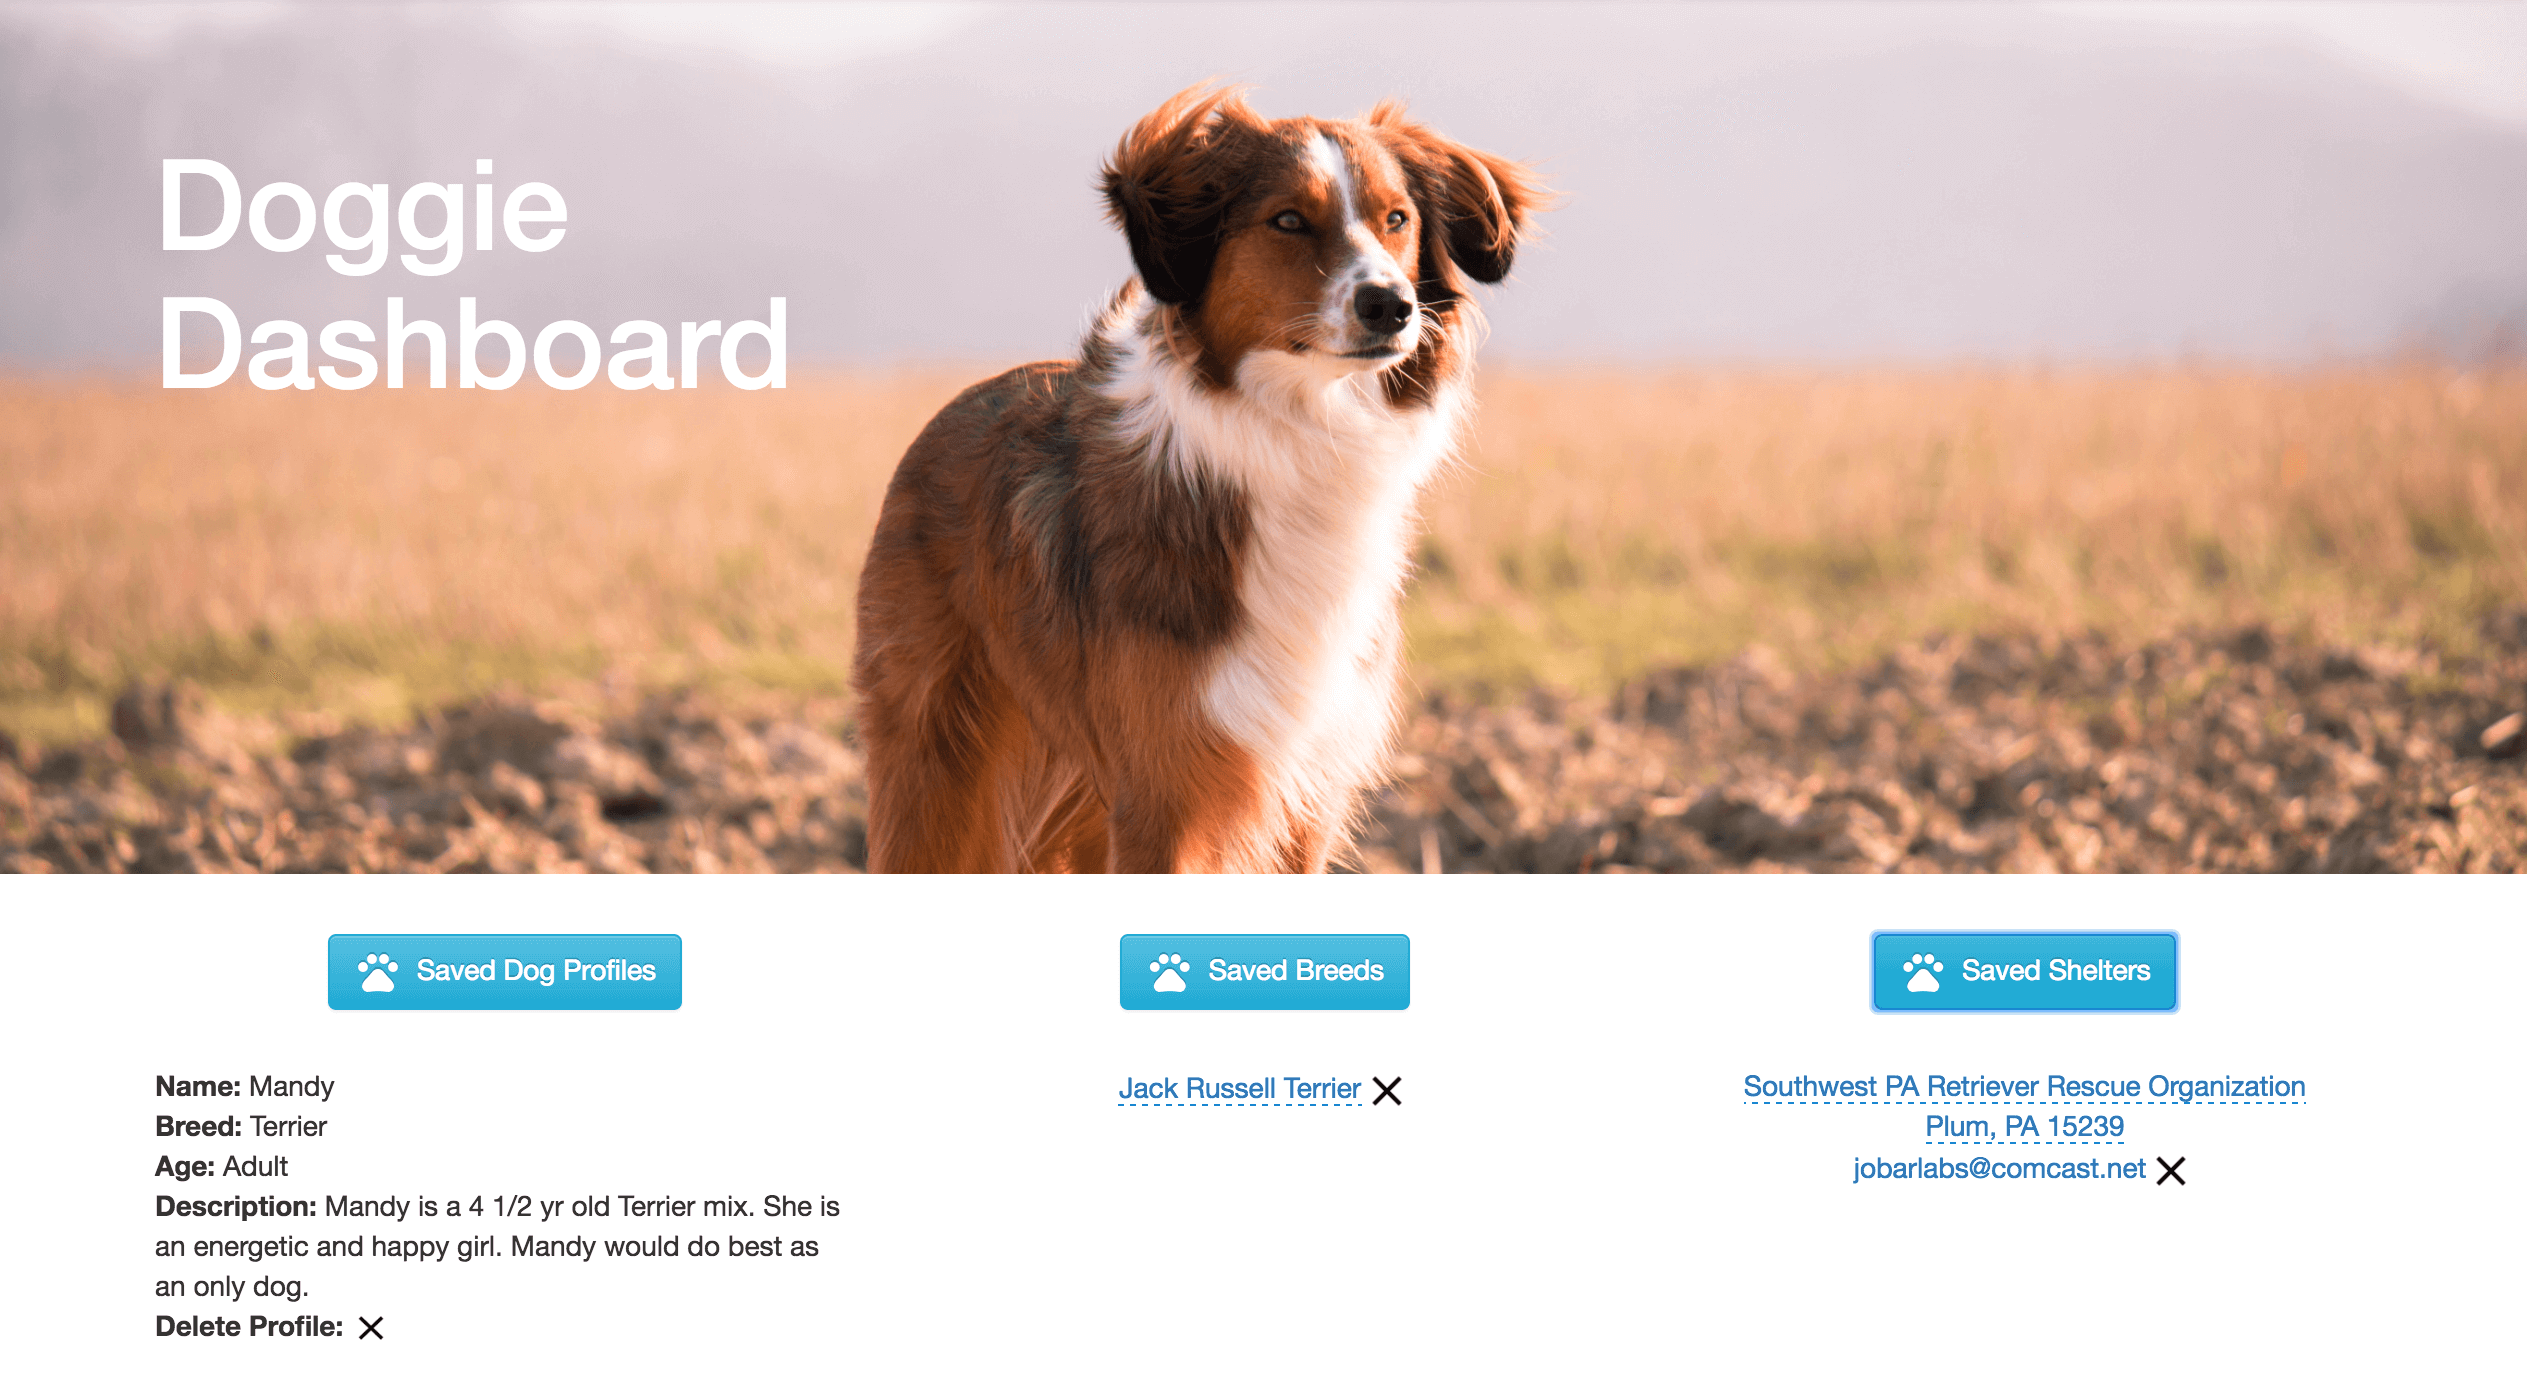 Doggie
Dashboard
Saved Dog Profiles
Saved Breeds
Saved Shelters
Name: Mandy
Breed: Terrier
Age: Adult
Description: Mandy is a 4 1/2 yr old Terrier mix. She is
an energetic and happy girl. Mandy would do best as
an only dog.
Delete Profile:
Jack Russell Terrier
Southwest PA Retriever Rescue Organization
Plum, PA 15239
jobarlabs@comcast.net